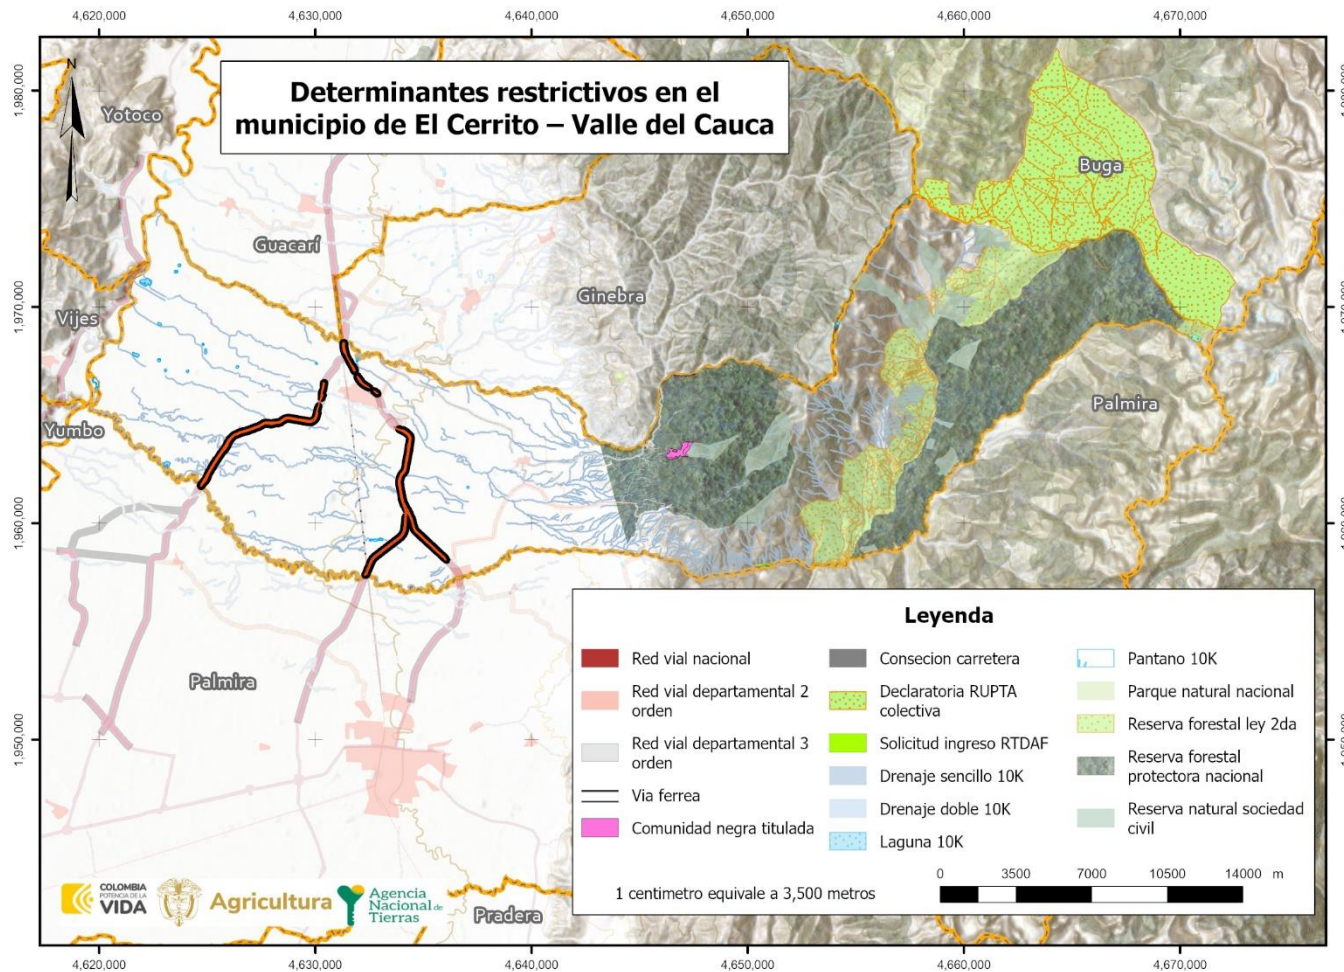 4,620,000
4,630,000
4,640,000
4,650,000
4,660,000
4,670,000
1,980,000
1,970,000
1,960,000
1,950,000
N
Determinantes restrictivos en el
municipio de El Cerrito – Valle del Cauca
Yotoco
Buga
Guacarí
Ginebra
Vijes
Palmira
Yumbo
Palmira
Pradera
Leyenda
Red vial nacional
Red vial departamental 2
orden
Red vial departamental 3
orden
Via ferrea
Comunidad negra titulada
Consecion carretera
Declaratoria RUPTA
colectiva
Solicitud ingreso RTDAF
Drenaje sencillo 10K
Drenaje doble 10K
Laguna 10K
Pantano 10K
Parque natural nacional
Reserva forestal ley 2da
Reserva forestal
protectora nacional
Reserva natural sociedad
civil
1 centimetro equivale a 3,500 metros
0 3500 7000 10500 14000 m
COLOMBIA
POTENCIA DE LA
VIDA
Agricultura
Agencia
Nacional de
Tierras
4,620,000
4,630,000
4,640,000
4,650,000
4,660,000
4,670,000